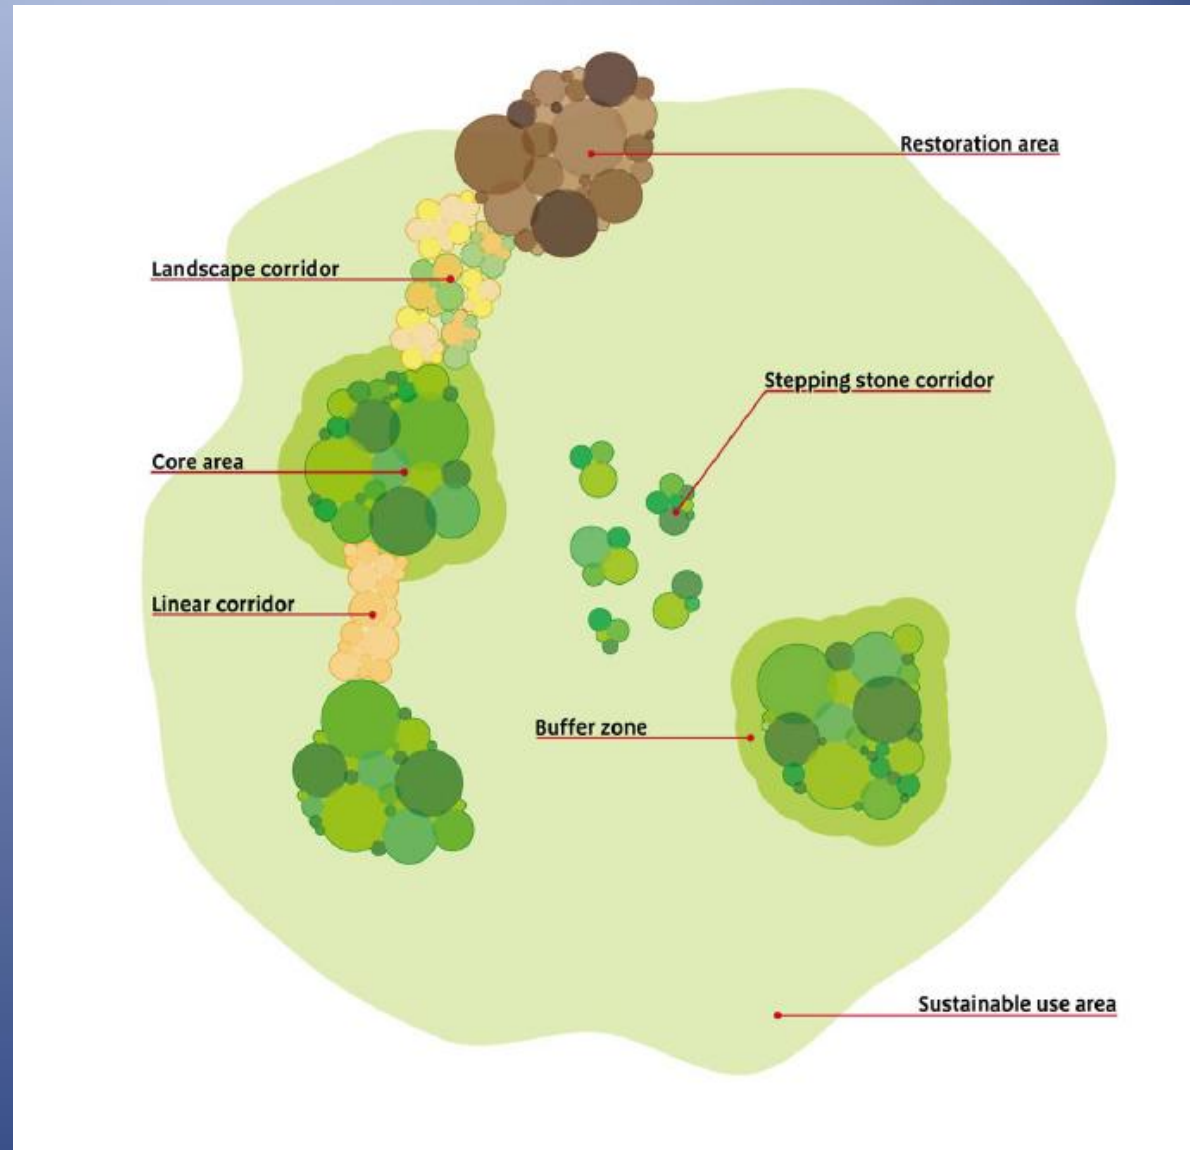 Restoration area
Landscape corridor
Stepping stone corridor
Core area
Linear corridor
Buffer zone
Sustainable use area